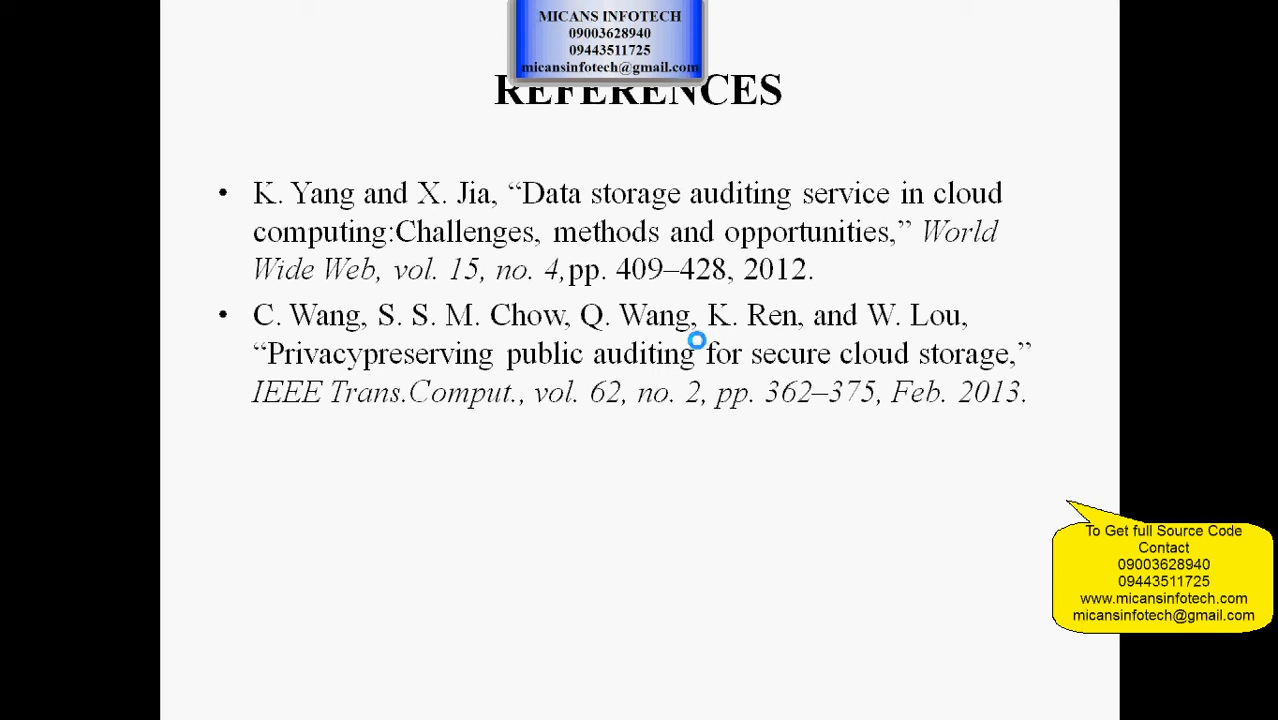 MICANS INFOTECH
09003628940
09443511725
micansinfotech@gmail.com
REFERENCES
• K. Yang and X. Jia, “Data storage auditing service in cloud
computing:Challenges, methods and opportunities,” World
Wide Web, vol. 15, no. 4,pp. 409–428, 2012.
• C. Wang, S. S. M. Chow, Q. Wang, K. Ren, and W. Lou,
“Privacypreserving public auditing for secure cloud storage,”
IEEE Trans.Comput., vol. 62, no. 2, pp. 362–375, Feb. 2013.
To Get full Source Code
Contact
09003628940
09443511725
www.micansinfotech.com
micansinfotech@gmail.com